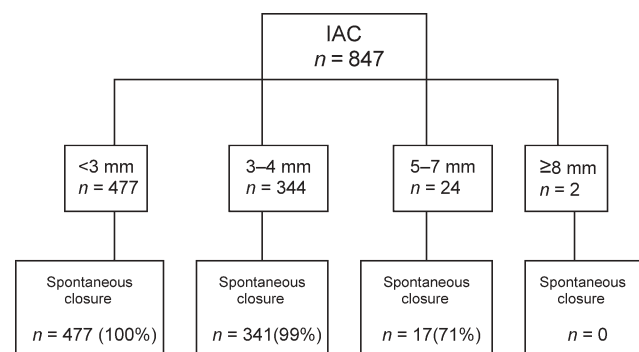 IAC
n = 847
<3 mm
n = 477
3–4 mm
n = 344
5–7 mm
n = 24
≥8 mm
n = 2
Spontaneous
closure
n = 477 (100%)
Spontaneous
closure
n = 341(99%)
Spontaneous
closure
n = 17(71%)
Spontaneous
closure
n = 0